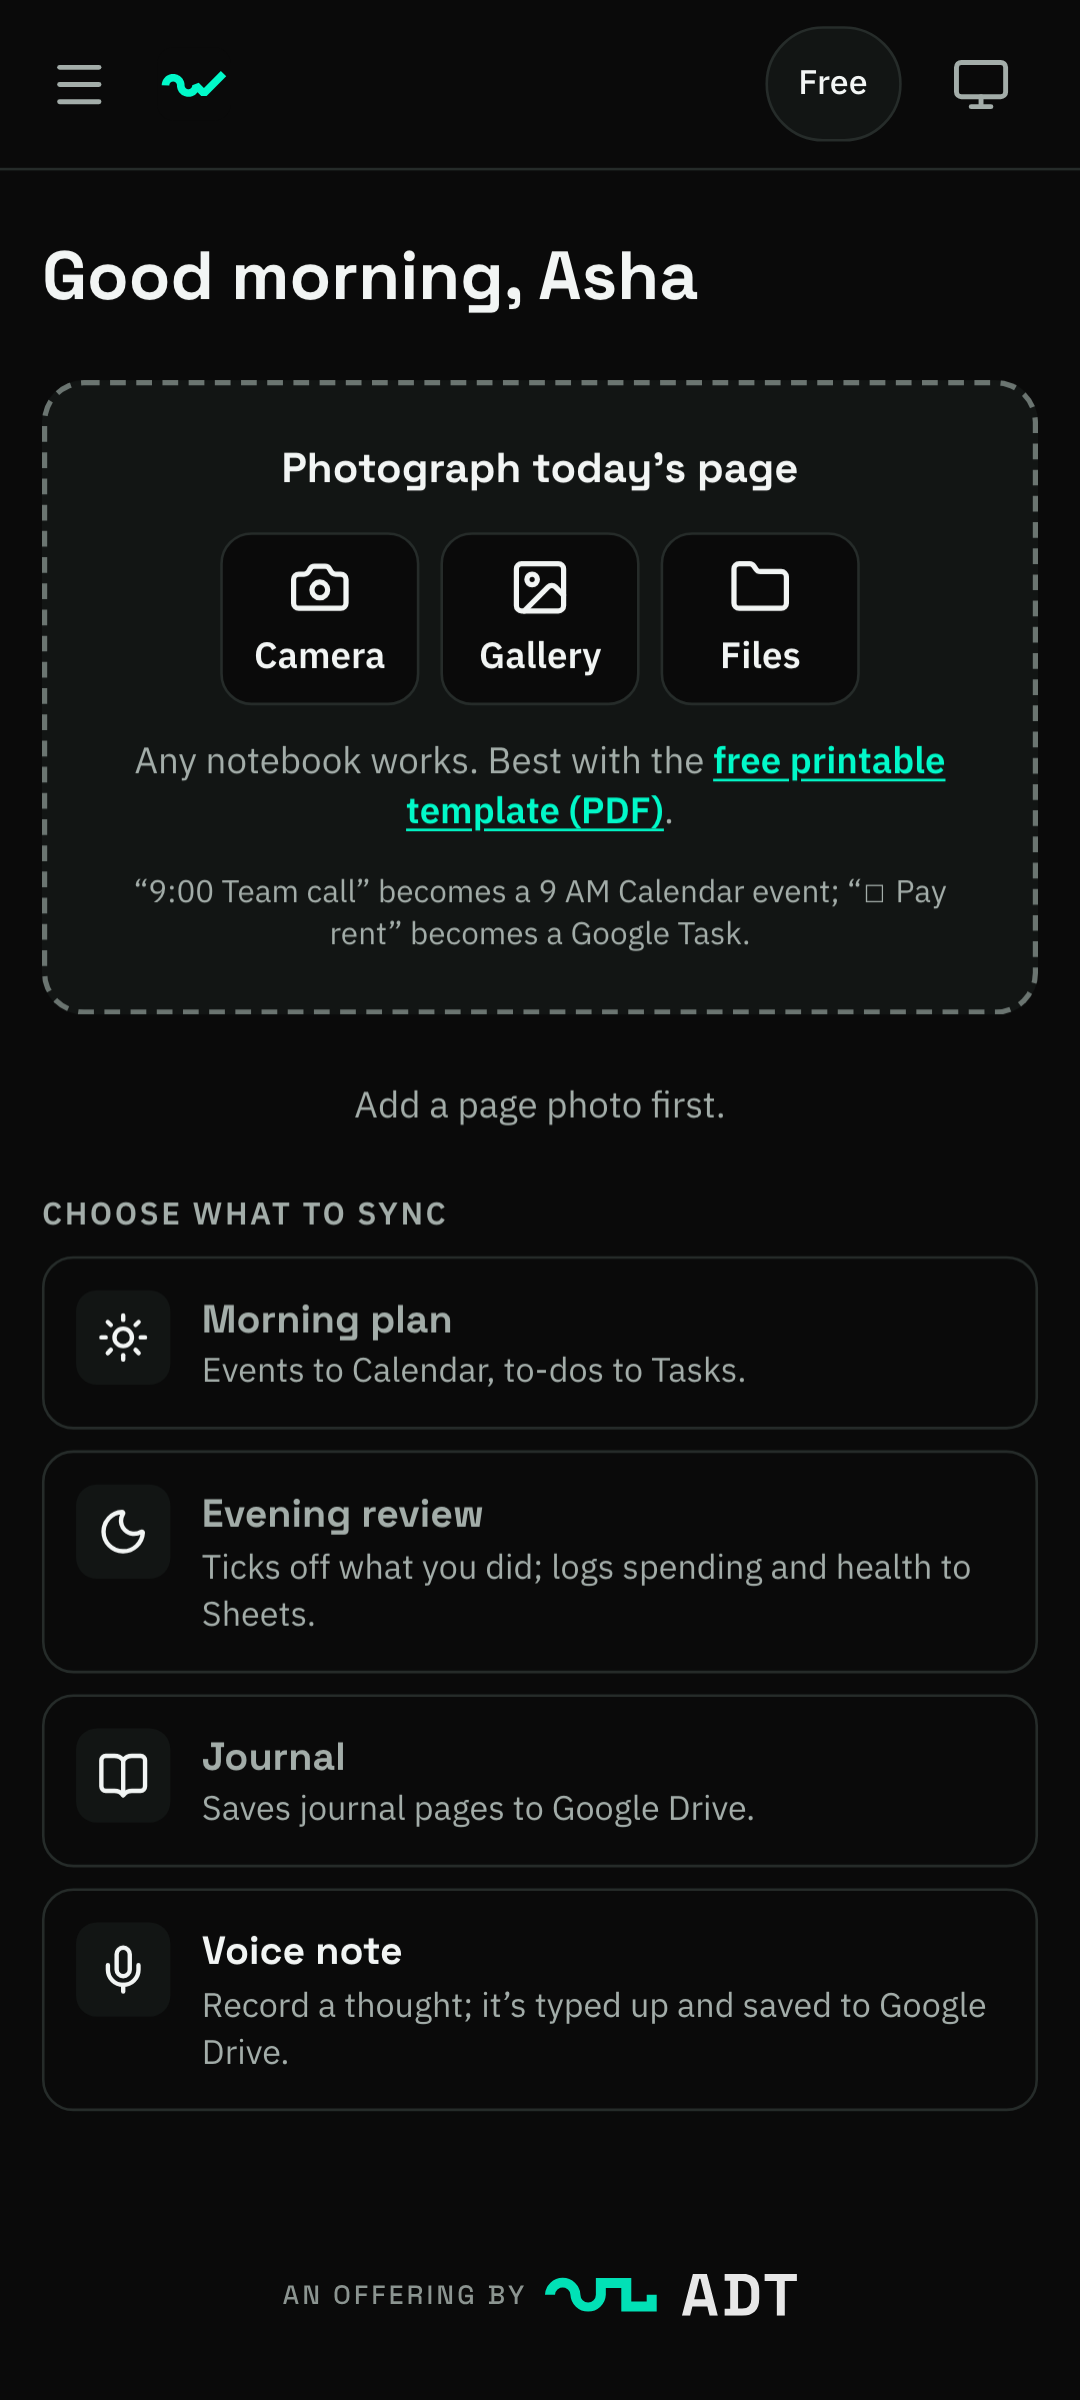 Free
Good morning, Asha
Photograph today’s page
Camera
Gallery
Files
Any notebook works. Best with the free printable
template (PDF).
“9:00 Team call” becomes a 9 AM Calendar event; “□ Pay
rent” becomes a Google Task.
Add a page photo first.
CHOOSE WHAT TO SYNC
Morning plan
Events to Calendar, to-dos to Tasks.
Evening review
Ticks off what you did; logs spending and health to
Sheets.
Journal
Saves journal pages to Google Drive.
Voice note
Record a thought; it’s typed up and saved to Google
Drive.
AN OFFERING BY ADT